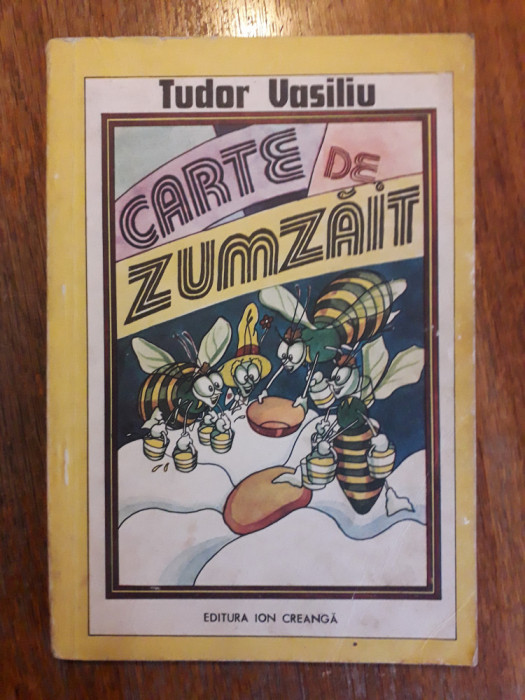 Tudor Vasiliu
CARTE DE
ZUMZĂIT
EDITURA ION CREANGĂ